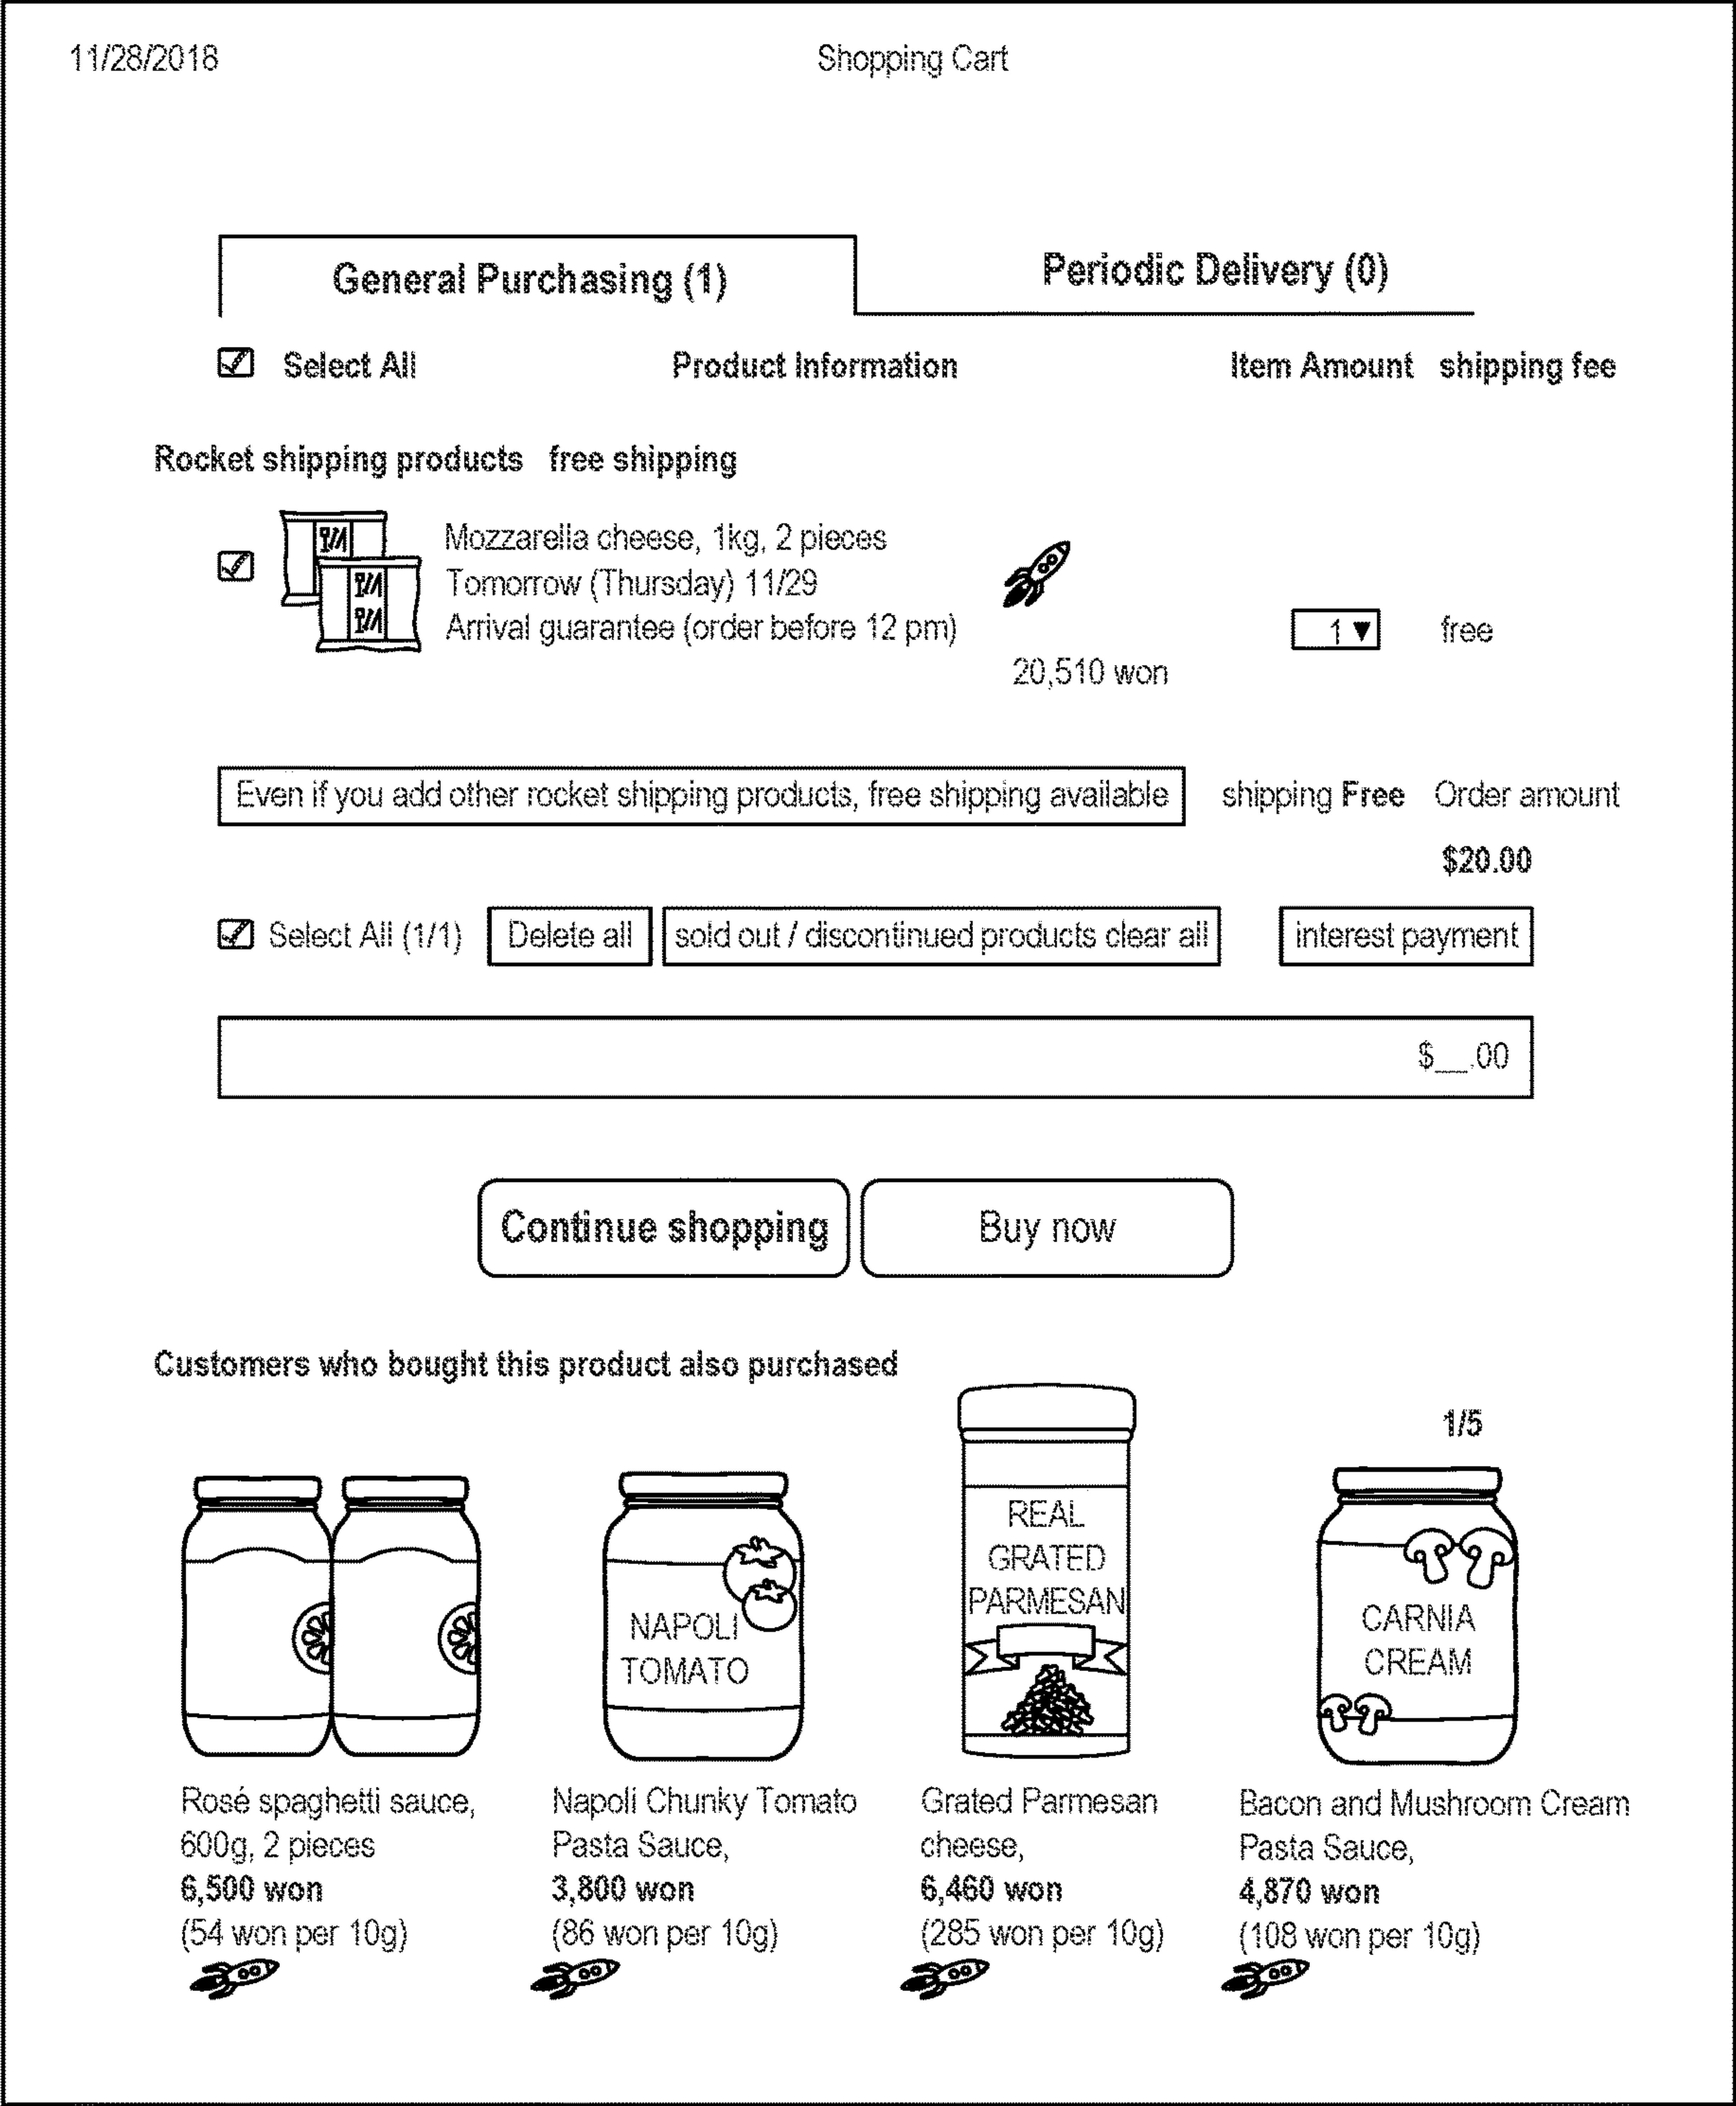 11/28/2018 Shopping Cart
General Purchasing (1) Periodic Delivery (0)
Select All Product Information Item Amount shipping fee
Rocket shipping products free shipping
Mozzarella cheese, 1kg, 2 pieces
Tomorrow (Thursday) 11/29
Arrival guarantee (order before 12 pm)
1 ▼ free
20,510 won
Even if you add other rocket shipping products, free shipping available shipping Free Order amount
$20.00
Select All (1/1) Delete all sold out / discontinued products clear all interest payment
$__.00
Continue shopping Buy now
Customers who bought this product also purchased
1/5
REAL
GRATED
PARMESAN
NAPOLI
TOMATO
CARNIA
CREAM
Rosé spaghetti sauce,
600g, 2 pieces
6,500 won
(54 won per 10g)
Napoli Chunky Tomato
Pasta Sauce,
3,800 won
(86 won per 10g)
Grated Parmesan
cheese,
6,460 won
(285 won per 10g)
Bacon and Mushroom Cream
Pasta Sauce,
4,870 won
(108 won per 10g)